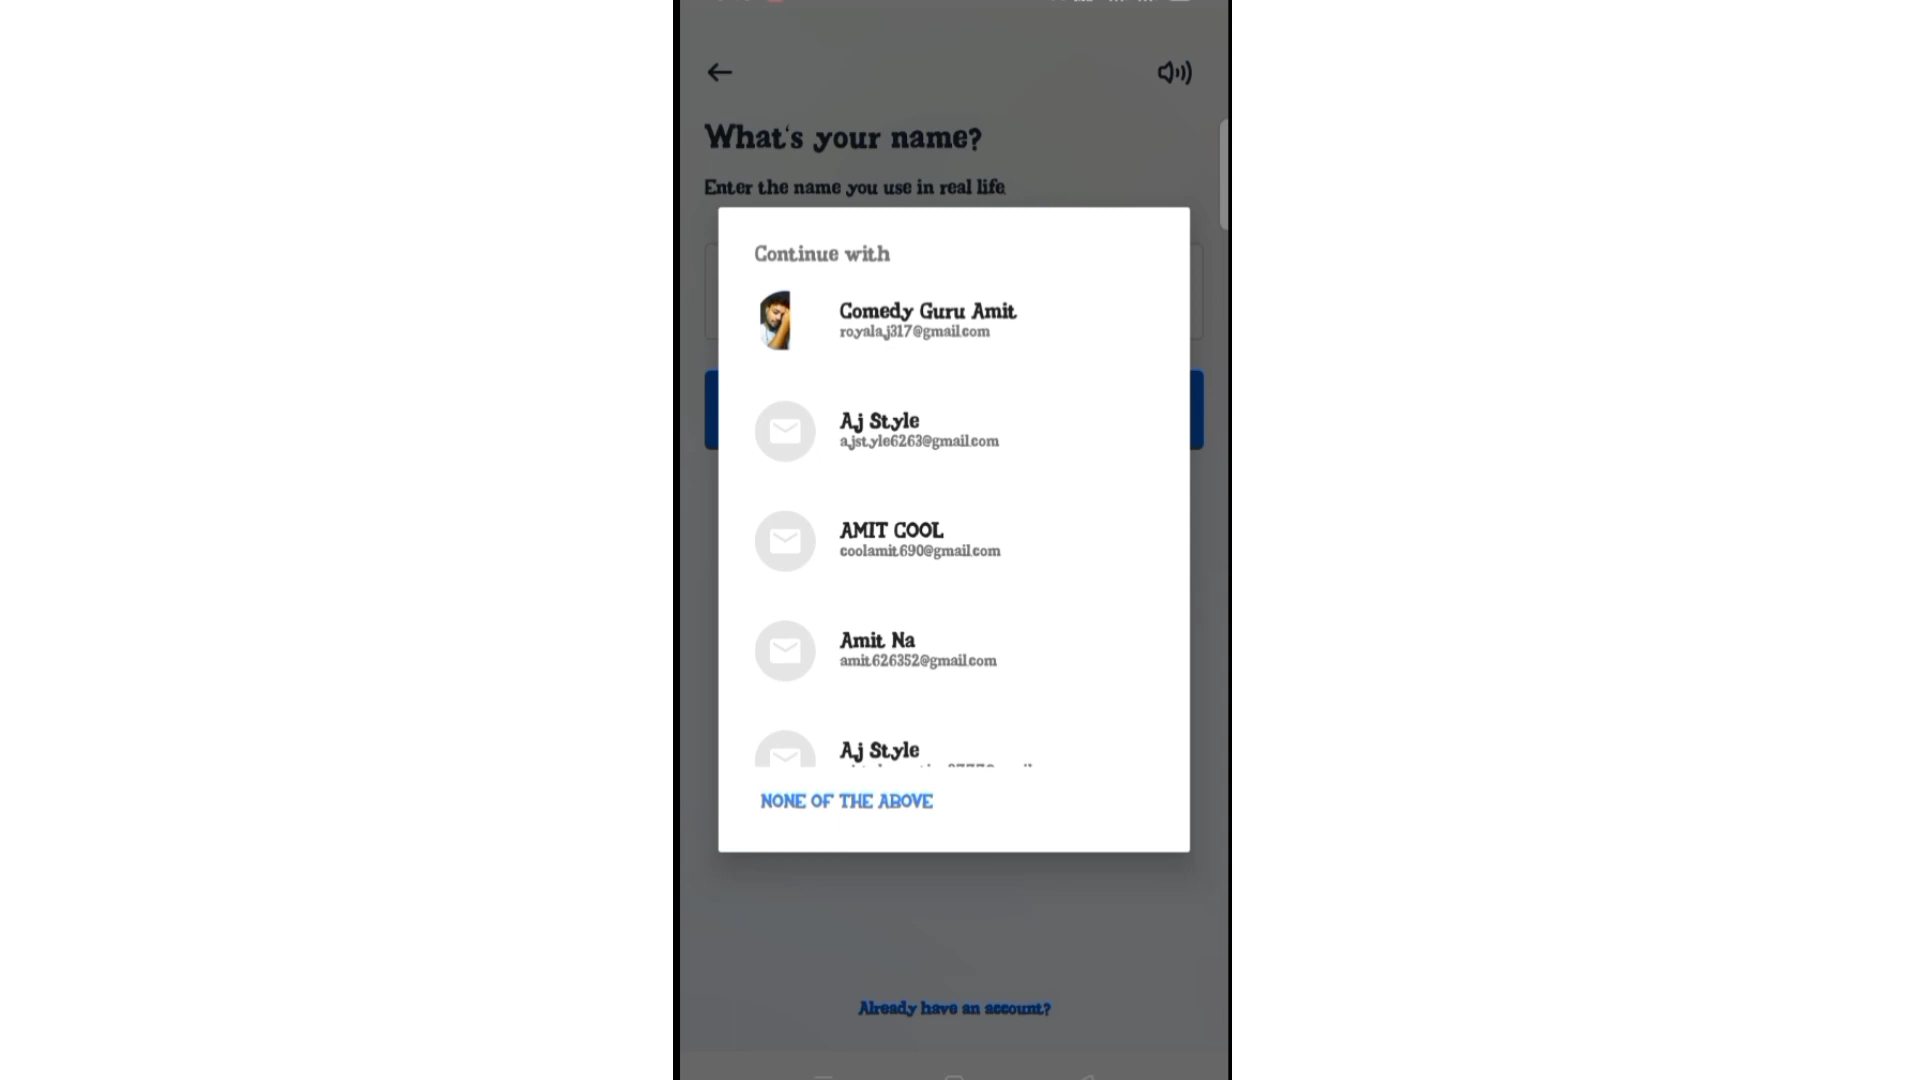 What's your name?
Enter the name you use in real life
Continue with
Comedy Guru Amit
royalaj317@gmail.com
Aj Style
ajstyle6263@gmail.com
AMIT COOL
coolamit690@gmail.com
Amit Na
amit626352@gmail.com
Aj Style
NONE OF THE ABOVE
Already have an account?